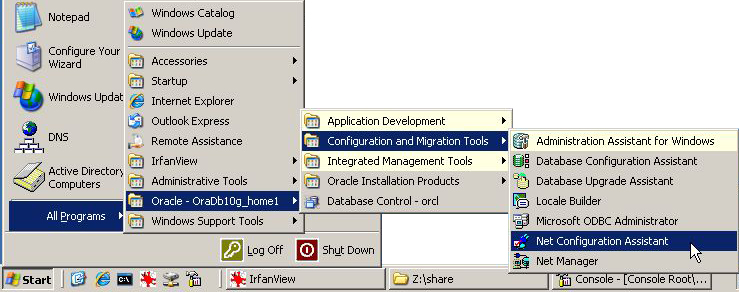 Notepad
Configure Your
Wizard
Windows Updat
DNS
Active Directory
Computers
All Programs
Windows Catalog
Windows Update
Accessories
Startup
Internet Explorer
Outlook Express
Remote Assistance
IrfanView
Administrative Tools
Oracle - OraDb10g_home1
Windows Support Tools
Application Development
Configuration and Migration Tools
Integrated Management Tools
Oracle Installation Products
Database Control - orcl
Administration Assistant for Windows
Database Configuration Assistant
Database Upgrade Assistant
Locale Builder
Microsoft ODBC Administrator
Net Configuration Assistant
Net Manager
Log Off
Shut Down
Start
IrfanView
Z:\share
Console - [Console Root\...